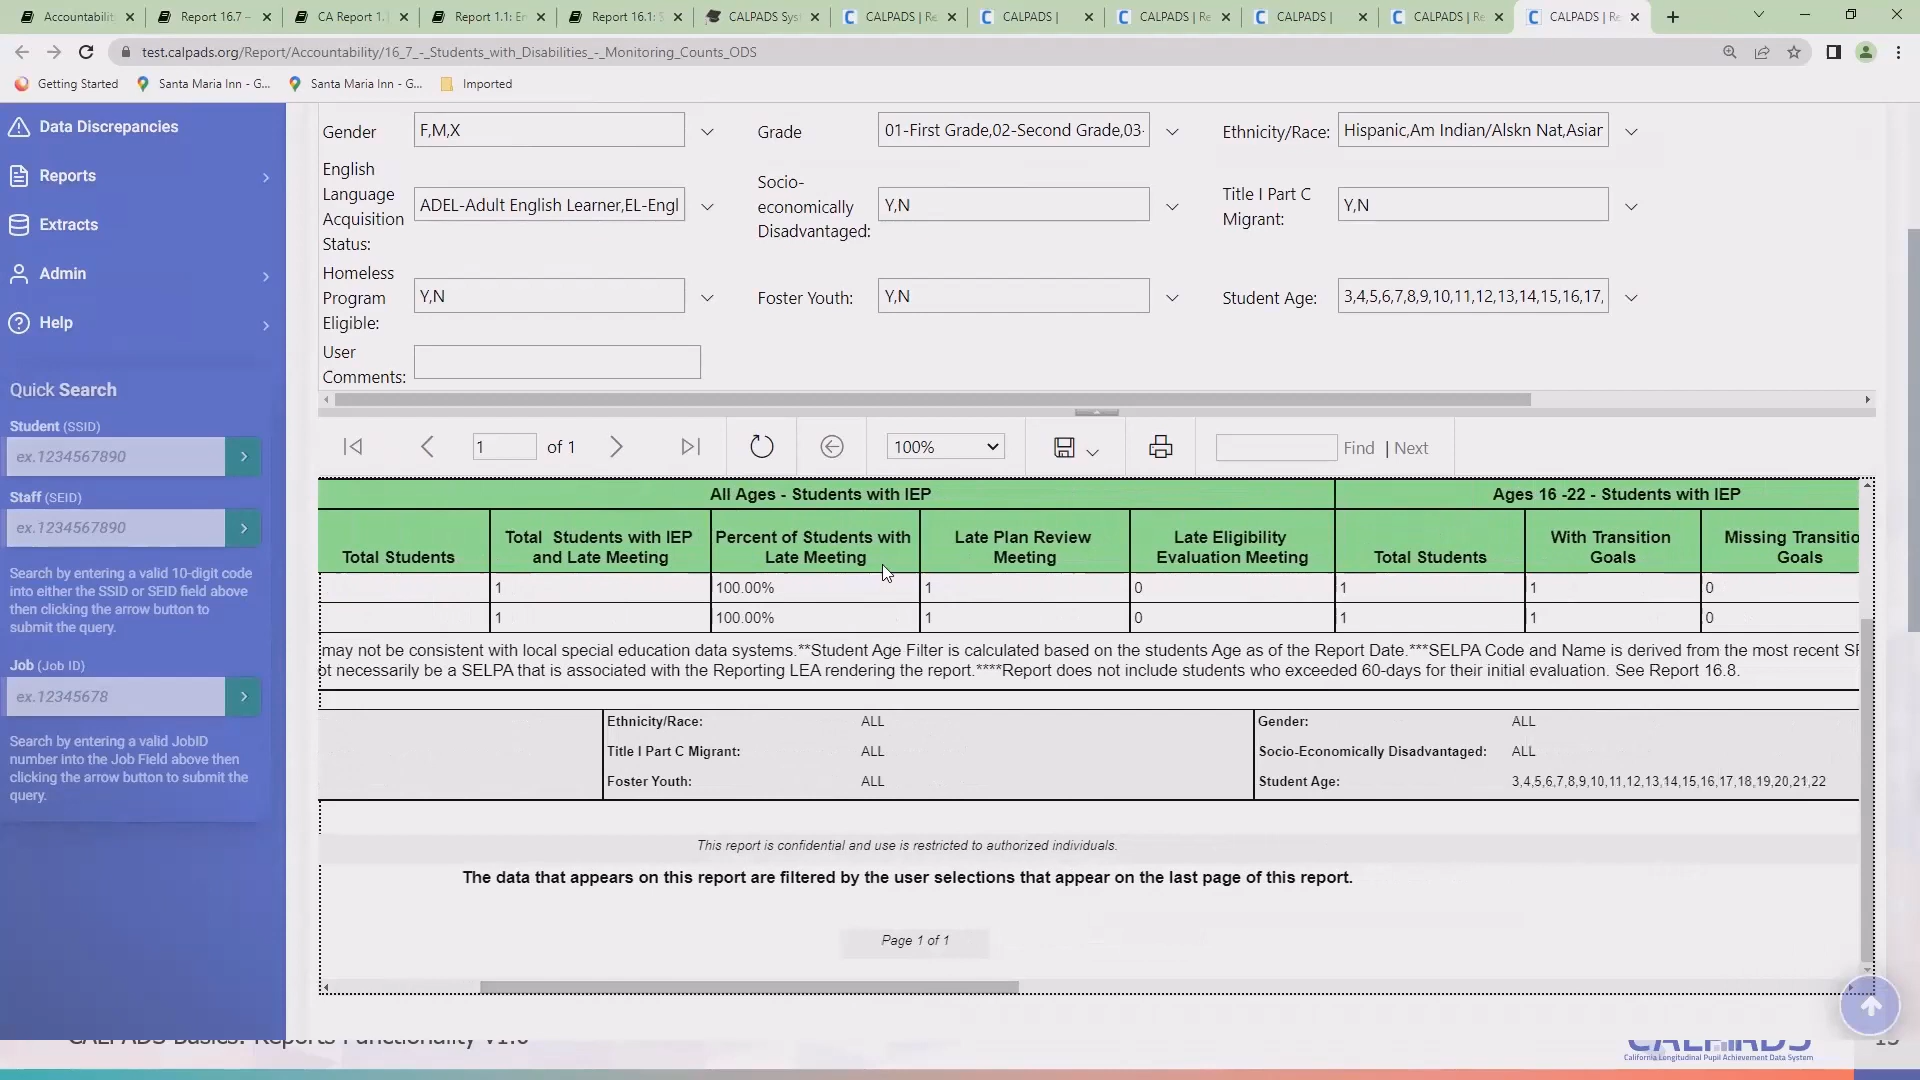 Accountabilit
Report 16.7 –
CA Report 1.
Report 1.1: E
Report 16.1: S
CALPADS Sys
CALPADS | Re
CALPADS |
CALPADS | Re
CALPADS |
CALPADS | Re
CALPADS | Re
test.calpads.org/Report/Accountability/16_7_-_Students_with_Disabilities_-_Monitoring_Counts_ODS
Getting Started
Santa Maria Inn - G...
Santa Maria Inn - G...
Imported
Data Discrepancies
Reports
Extracts
Admin
Help
Quick Search
Student (SSID)
ex.1234567890
Staff (SEID)
ex.1234567890
Search by entering a valid 10-digit code
into either the SSID or SEID field above
then clicking the arrow button to
submit the query.
Job (Job ID)
ex.12345678
Search by entering a valid JobID
number into the Job Field above then
clicking the arrow button to submit the
query.
Gender
F,M,X
Grade
01-First Grade,02-Second Grade,03-
Ethnicity/Race:
Hispanic,Am Indian/Alskn Nat,Asiar
English
Language
Acquisition
Status:
ADEL-Adult English Learner,EL-Engl
Socio-
economically
Disadvantaged:
Y,N
Title I Part C
Migrant:
Y,N
Homeless
Program
Eligible:
Y,N
Foster Youth:
Y,N
Student Age:
3,4,5,6,7,8,9,10,11,12,13,14,15,16,17,
User
Comments:
1
of 1
100%
Find | Next
All Ages - Students with IEP
Ages 16 -22 - Students with IEP
Total Students
Total Students with IEP
and Late Meeting
Percent of Students with
Late Meeting
Late Plan Review
Meeting
Late Eligibility
Evaluation Meeting
Total Students
With Transition
Goals
Missing Transitio
Goals
1 100.00% 1 0 1 1 0
1 100.00% 1 0 1 1 0
may not be consistent with local special education data systems.**Student Age Filter is calculated based on the students Age as of the Report Date.***SELPA Code and Name is derived from the most recent SP
ot necessarily be a SELPA that is associated with the Reporting LEA rendering the report.****Report does not include students who exceeded 60-days for their initial evaluation. See Report 16.8.
Ethnicity/Race: ALL
Gender: ALL
Title I Part C Migrant: ALL
Socio-Economically Disadvantaged: ALL
Foster Youth: ALL
Student Age: 3,4,5,6,7,8,9,10,11,12,13,14,15,16,17,18,19,20,21,22
This report is confidential and use is restricted to authorized individuals.
The data that appears on this report are filtered by the user selections that appear on the last page of this report.
Page 1 of 1
CALPADS Basics: Reports Functionality v1.0
CALPADS
California Longitudinal Pupil Achievement Data System